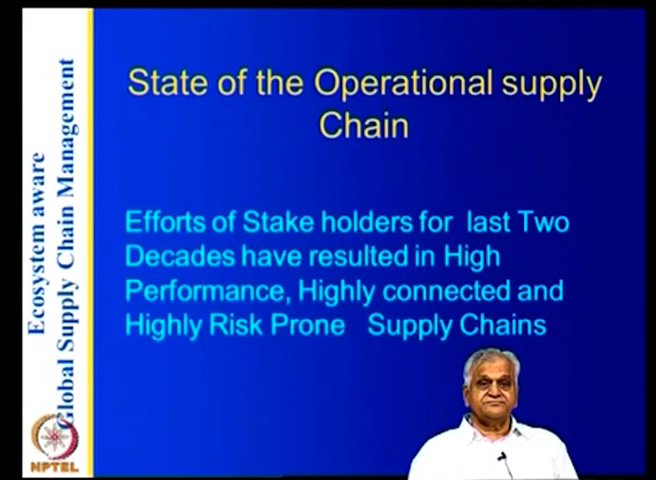 Ecosystem aware
Global Supply Chain Management
State of the Operational supply
Chain
Efforts of Stake holders for last Two
Decades have resulted in High
Performance, Highly connected and
Highly Risk Prone Supply Chains
NPTEL